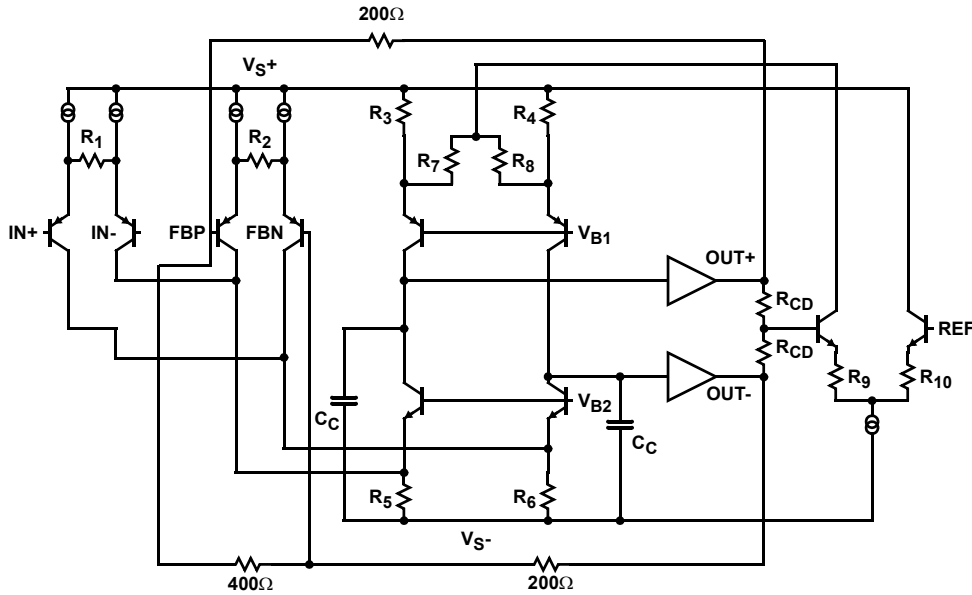 200Ω
VS+
R3
R4
R1
R2
R7
R8
IN+
IN-
FBP
FBN
VB1
OUT+
RCD
REF
RCD
R9
R10
OUT-
VB2
CC
CC
R5
R6
VS-
400Ω
200Ω